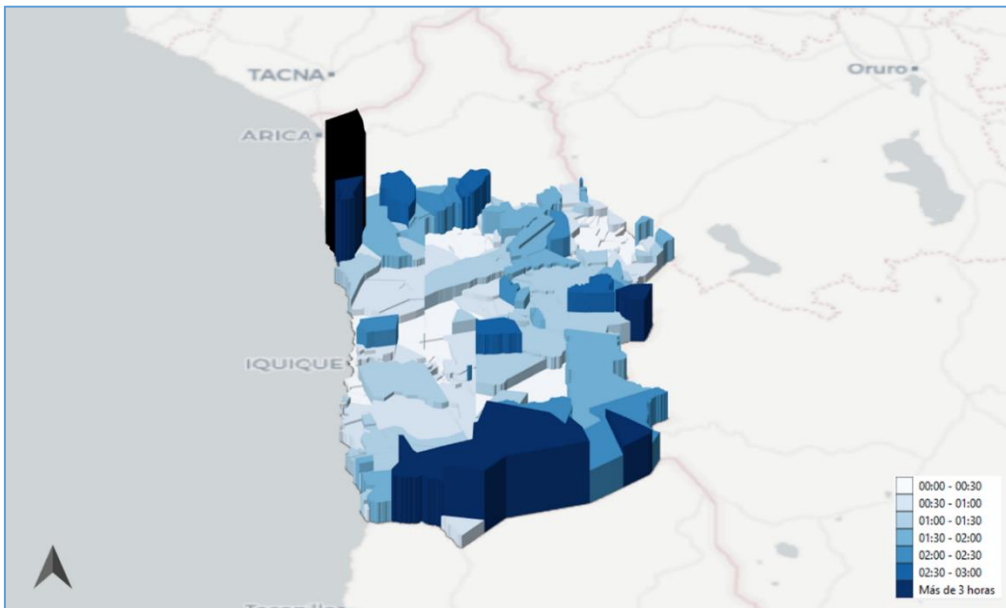 TACNA
Oruro
ARICA
IQUIQUE
00:00 - 00:30
00:30 - 01:00
01:00 - 01:30
01:30 - 02:00
02:00 - 02:30
02:30 - 03:00
Más de 3 horas